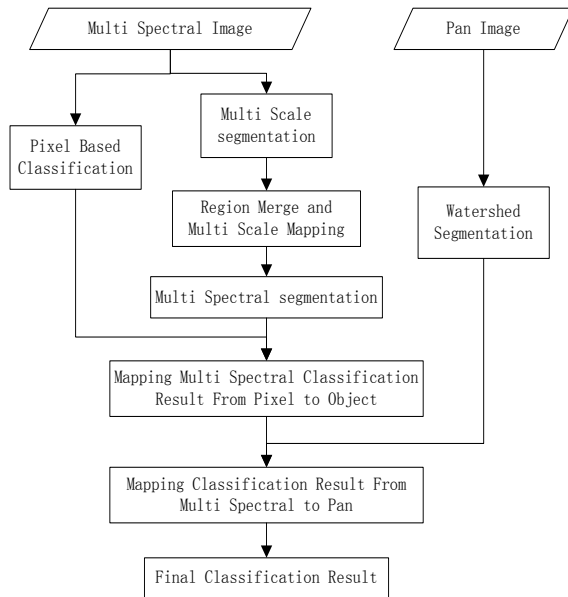 Multi Spectral Image
Pan Image
Multi Scale
segmentation
Pixel Based
Classification
Region Merge and
Multi Scale Mapping
Watershed
Segmentation
Multi Spectral segmentation
Mapping Multi Spectral Classification
Result From Pixel to Object
Mapping Classification Result From
Multi Spectral to Pan
Final Classification Result